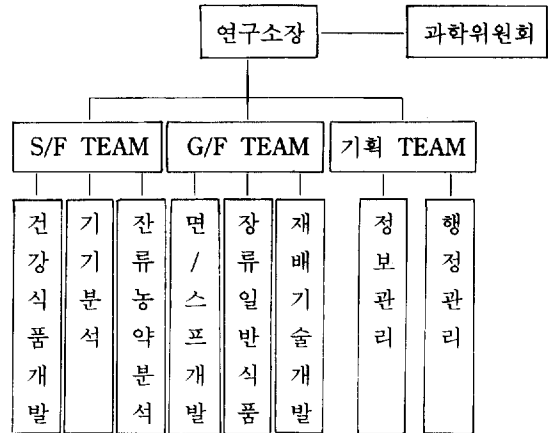 연구소장 과학위원회
S/F TEAM G/F TEAM 기획 TEAM
건강식품개발
기기분석
잔류농약분석
면/스프개발
장류일반식품
재배기술개발
정보관리
행정관리